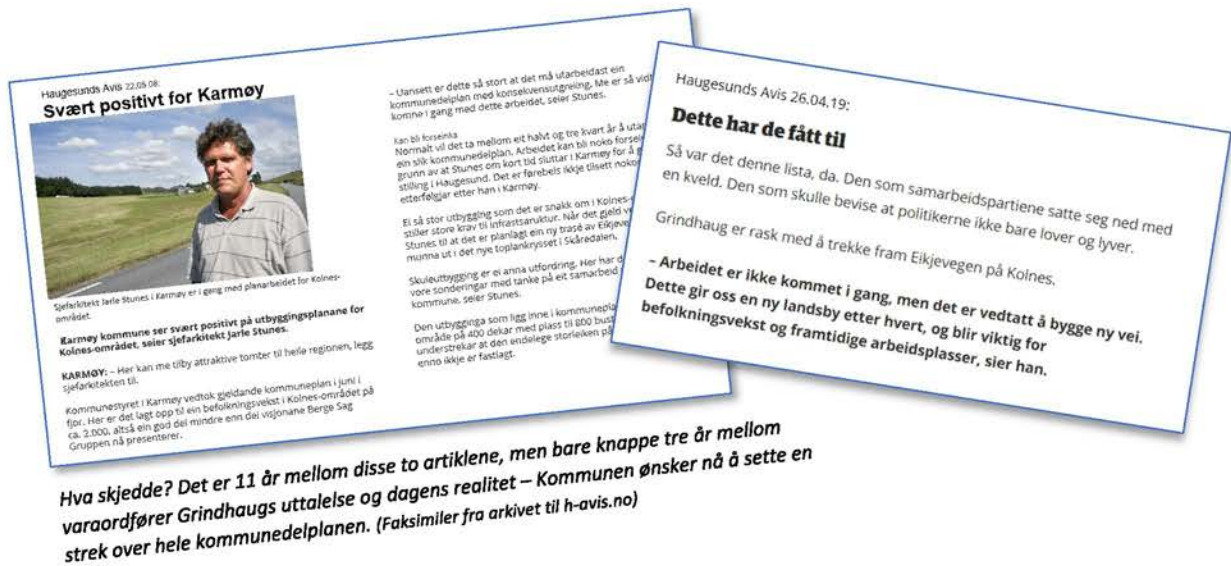 Haugesunds Avis 22.05.08:
Svært positivt for Karmøy
Sjefarkitekt Jarle Stunes i Karmøy er i gang med planarbeidet for Kolnes-
området.
Karmøy kommune ser svært positivt på utbyggingsplanane for
Kolnes-området, seier sjefarkitekt Jarle Stunes.
KARMØY: – Her kan me tilby attraktive tomter til heile regionen, legg
sjefarkitekten til.
Kommunestyret i Karmøy vedtok gjeldande kommuneplan i juni i
fjor. Her er det lagt opp til ein befolkningsvekst i Kolnes-området på
ca. 2.000, altså ein god del mindre enn dei visjonane Berge Sag
Gruppen nå presenterer.
– Uansett er dette så stort at det må utarbeidast ein
kommunedelplan med konsekvensutgreiing. Me er så vidt
komne i gang med dette arbeidet, seier Stunes.
Kan bli forseinka
Normalt vil det ta mellom eit halvt og tre kvart år å
ein slik kommunedelplan. Arbeidet kan bli noko
grunn av at Stunes om kort tid sluttar i Karmøy for å
stilling i Haugesund. Det er førebels ikkje tilsett
etterfølgjar etter han i Karmøy.
Ei så stor utbygging som det er snakk om i Kolnes-
stiller store krav til infrastsaruktur. Når det gjeld
Stunes til at det er planlagt ein ny trasé av
munna ut i det nye toplankrysset i Skåredalen.
Skuleutbygging er ei anna utfordring. Her har
vore sonderingar med tanke på eit samarbeid
kommune, seier Stunes.
Den utbygginga som ligg inne i
område på 400 dekar med plass til 800
understrekar at den endelege storleiken på
enno ikkje er fastlagt.
Haugesunds Avis 26.04.19:
Dette har de fått til
Så var det denne lista, da. Den som samarbeidspartiene satte seg ned med
en kveld. Den som skulle bevise at politikerne ikke bare lover og lyver.
Grindhaug er rask med å trekke fram Eikjevegen på Kolnes.
– Arbeidet er ikke kommet i gang, men det er vedtatt å bygge ny vei.
Dette gir oss en ny landsby etter hvert, og blir viktig for
befolkningsvekst og framtidige arbeidsplasser, sier han.
Hva skjedde? Det er 11 år mellom disse to artiklene, men bare knappe tre år mellom
varaordfører Grindhaugs uttalelse og dagens realitet – Kommunen ønsker nå å sette en
strek over hele kommunedelplanen. (Faksimiler fra arkivet til h-avis.no)